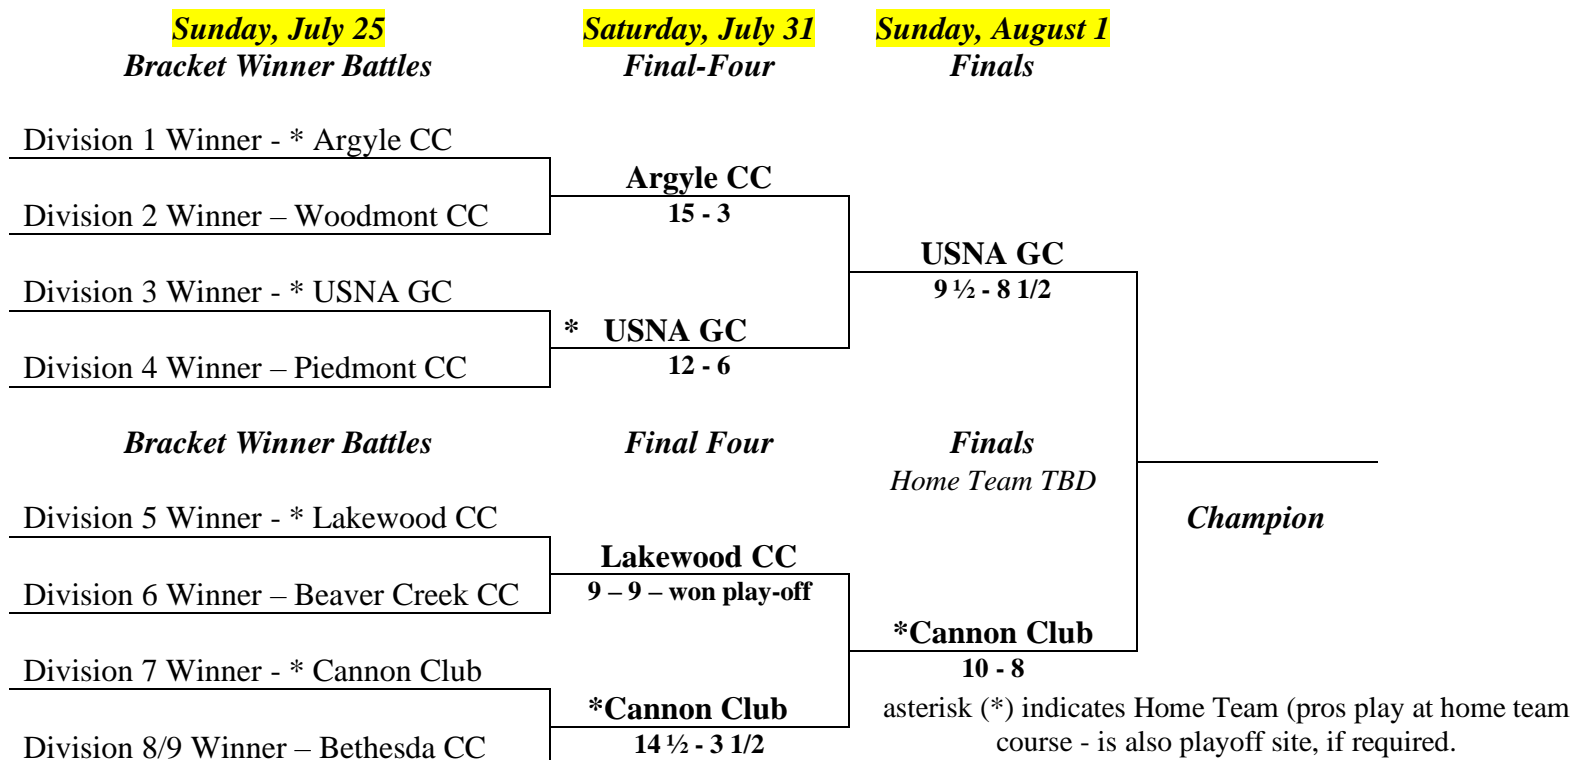 Sunday, July 25
Saturday, July 31
Sunday, August 1
Bracket Winner Battles
Final-Four
Finals
Division 1 Winner - * Argyle CC
Argyle CC
15 - 3
Division 2 Winner – Woodmont CC
USNA GC
9 ½ - 8 1/2
Division 3 Winner - * USNA GC
* USNA GC
12 - 6
Division 4 Winner – Piedmont CC
Bracket Winner Battles
Final Four
Finals
Home Team TBD
Champion
Division 5 Winner - * Lakewood CC
Lakewood CC
9 – 9 – won play-off
Division 6 Winner – Beaver Creek CC
*Cannon Club
10 - 8
Division 7 Winner - * Cannon Club
*Cannon Club
14 ½ - 3 1/2
Division 8/9 Winner – Bethesda CC
asterisk (*) indicates Home Team (pros play at home team
course - is also playoff site, if required.